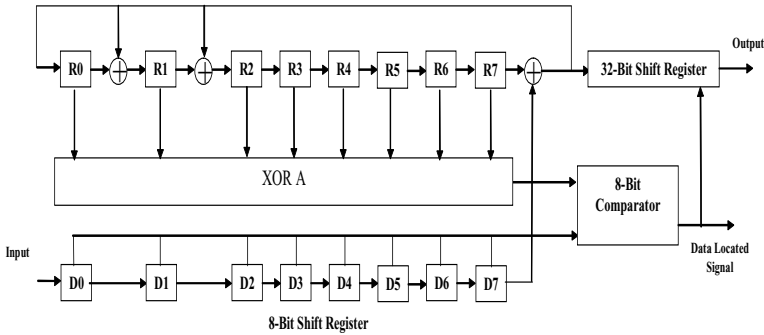 Output
R0 R1 R2 R3 R4 R5 R6 R7 32-Bit Shift Register
XOR A
8-Bit
Comparator
Input
Data Located
Signal
D0 D1 D2 D3 D4 D5 D6 D7
8-Bit Shift Register